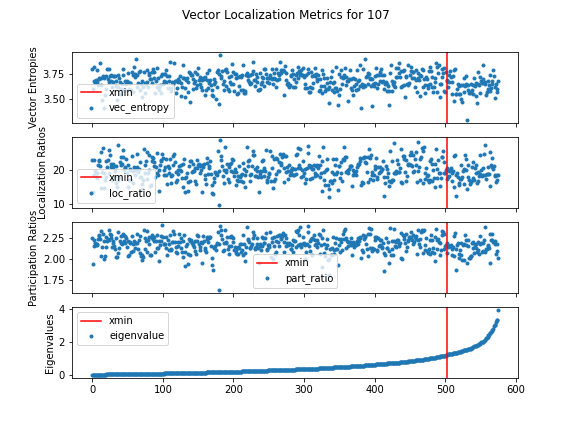 Vector Localization Metrics for 107
Vector Entropies
3.75
3.50
xmin
vec_entropy
Localization Ratios
20
10
xmin
loc_ratio
Participation Ratios
2.25
2.00
1.75
xmin
part_ratio
Eigenvalues
4
2
0
xmin
eigenvalue
0 100 200 300 400 500 600